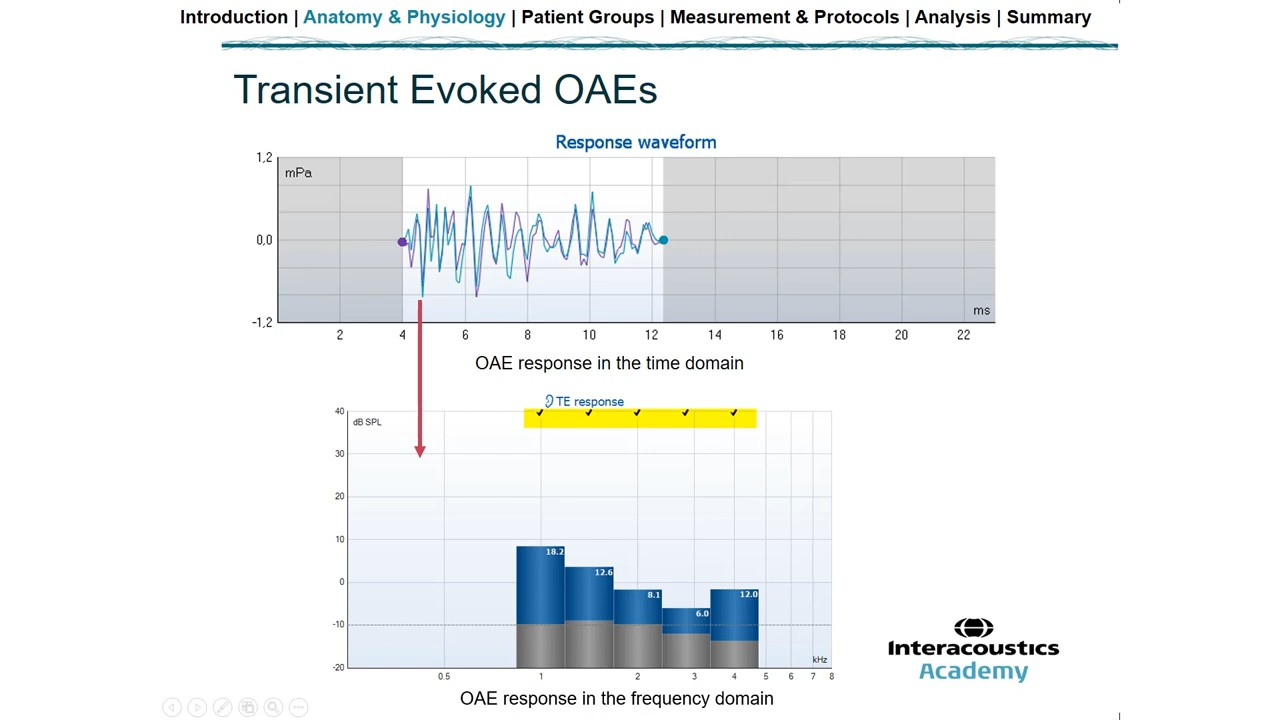 Introduction | Anatomy & Physiology | Patient Groups | Measurement & Protocols | Analysis | Summary
Transient Evoked OAEs
Response waveform
1,2
mPa
0,0
-1,2
ms
2 4 6 8 10 12 14 16 18 20 22
OAE response in the time domain
TE response
40
dB SPL
30
20
10
0
-10
-20
18.2
12.6
8.1
6.0
12.0
kHz
0.5 1 2 3 4 5 6 7 8
OAE response in the frequency domain
Interacoustics
Academy